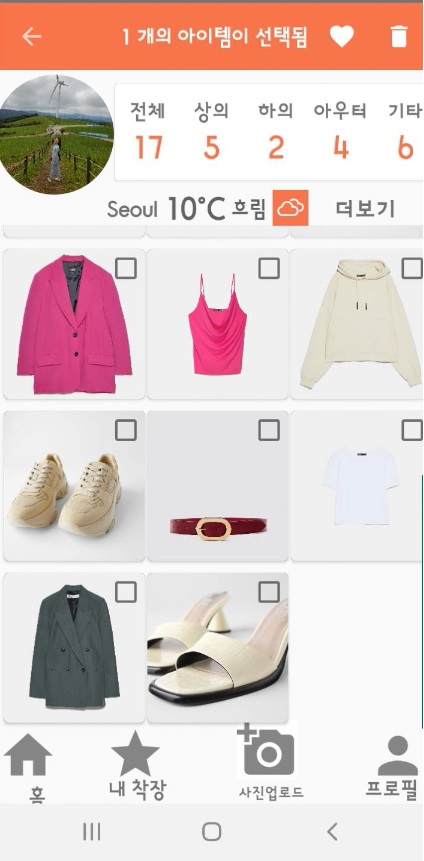 1 개의 아이템이 선택됨
전체 상의 하의 아우터 기타
17 5 2 4 6
Seoul 10°C 흐림 더보기
홈 내 착장 사진업로드 프로필